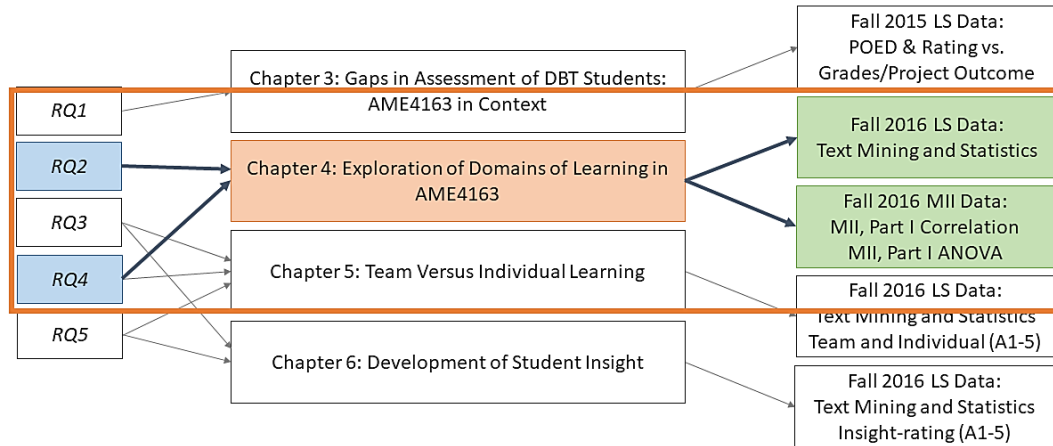 RQ1
RQ2
RQ3
RQ4
RQ5
Chapter 3: Gaps in Assessment of DBT Students:
AME4163 in Context
Chapter 4: Exploration of Domains of Learning in
AME4163
Chapter 5: Team Versus Individual Learning
Chapter 6: Development of Student Insight
Fall 2015 LS Data:
POED & Rating vs.
Grades/Project Outcome
Fall 2016 LS Data:
Text Mining and Statistics
Fall 2016 MII Data:
MII, Part I Correlation
MII, Part I ANOVA
Fall 2016 LS Data:
Text Mining and Statistics
Team and Individual (A1-5)
Fall 2016 LS Data:
Text Mining and Statistics
Insight-rating (A1-5)